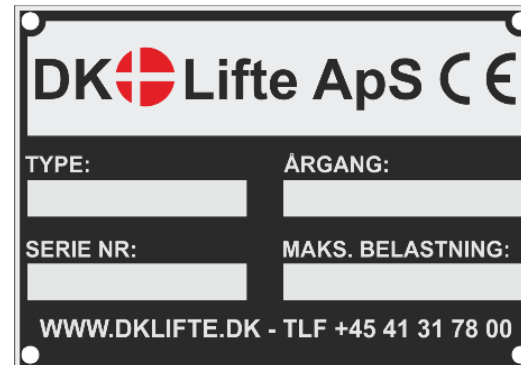 DK Lifte ApS CE
TYPE: ÅRGANG:
SERIE NR: MAKS. BELASTNING:
WWW.DKLIFTE.DK - TLF +45 41 31 78 00